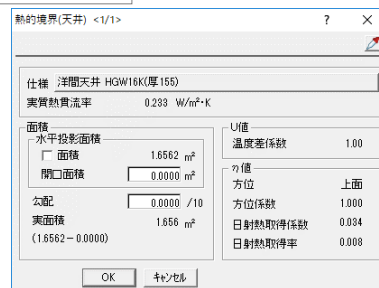 熱的境界(天井) <1/1> ? ×
仕様 洋間天井 HGW16K(厚155)
実質熱貫流率 0.233 W/m²・K
面積
水平投影面積
面積 1.6562 m²
開口面積 0.0000 m²
勾配 0.0000 /10
実面積 1.656 m²
(1.6562－0.0000)
U値
温度差係数 1.00
η値
方位 上面
方位係数 1.000
日射熱取得係数 0.034
日射熱取得率 0.008
OK キャンセル